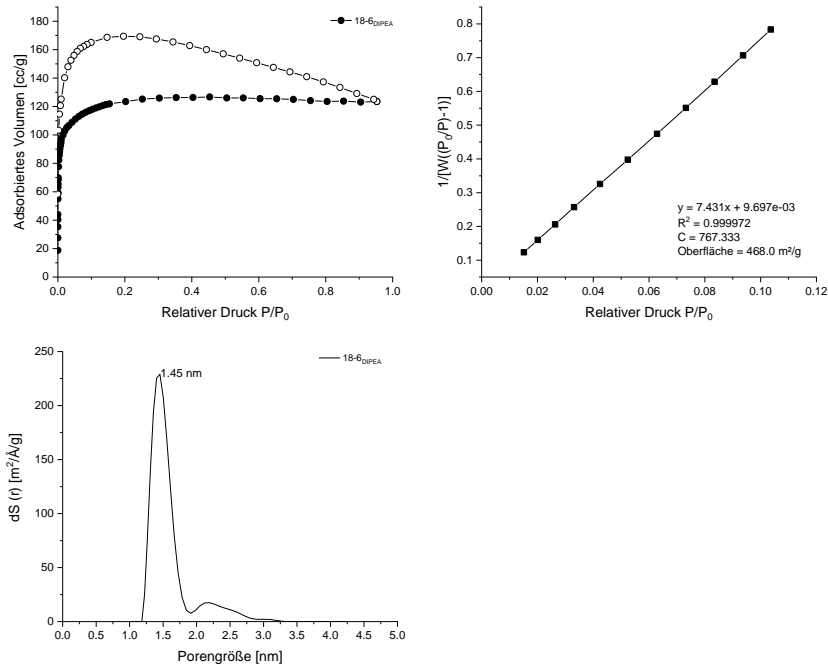 18-6DIPEA
180
160
140
120
100
80
60
40
20
0
Adsorbiertes Volumen [cc/g]
0.0 0.2 0.4 0.6 0.8 1.0
Relativer Druck P/P0
0.8
0.7
0.6
0.5
0.4
0.3
0.2
0.1
1/[W((P0/P)-1)]
y = 7.431x + 9.697e-03
R2 = 0.999972
C = 767.333
Oberfläche = 468.0 m²/g
0.00 0.02 0.04 0.06 0.08 0.10 0.12
Relativer Druck P/P0
18-6DIPEA
1.45 nm
250
200
150
100
50
0
dS (r) [m2/Å/g]
0.0 0.5 1.0 1.5 2.0 2.5 3.0 3.5 4.0 4.5 5.0
Porengröße [nm]